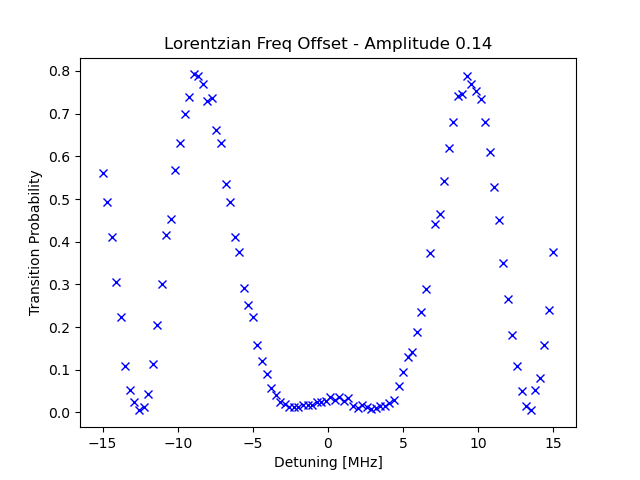 Lorentzian Freq Offset - Amplitude 0.14
0.8
0.7
0.6
0.5
0.4
0.3
0.2
0.1
0.0
Transition Probability
−15 −10 −5 0 5 10 15
Detuning [MHz]